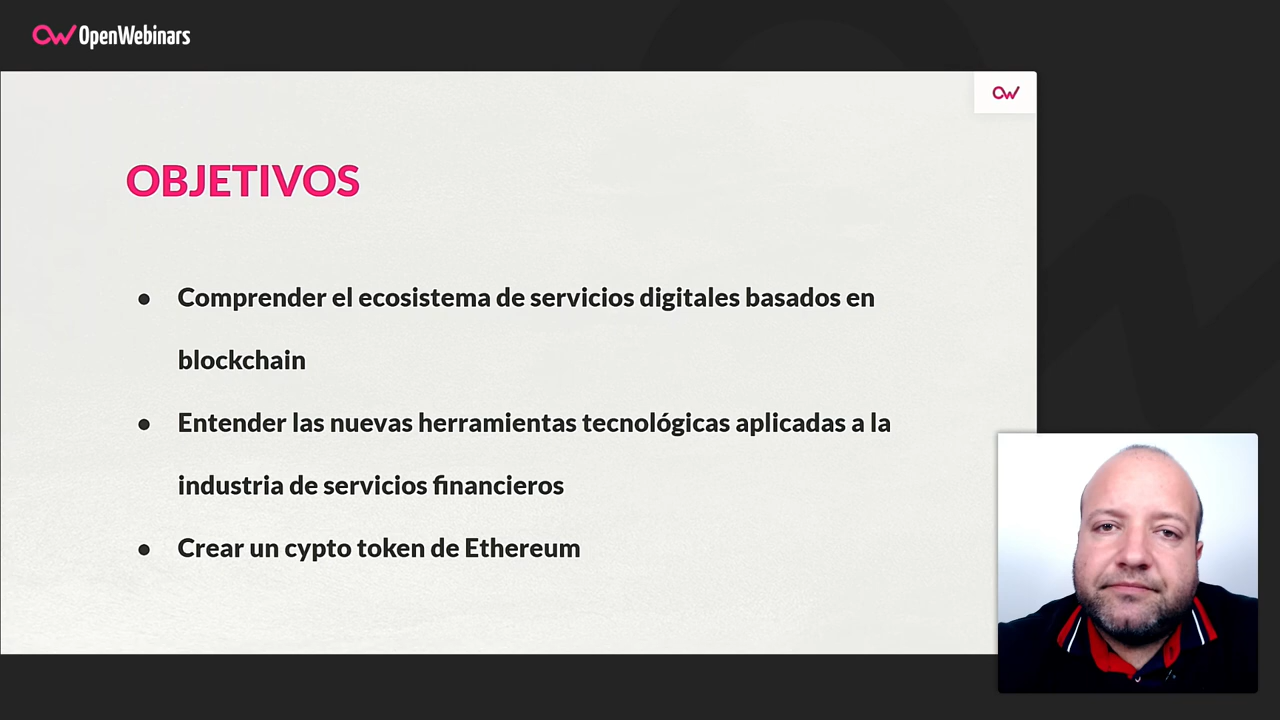 OpenWebinars
OBJETIVOS
● Comprender el ecosistema de servicios digitales basados en
blockchain
● Entender las nuevas herramientas tecnológicas aplicadas a la
industria de servicios financieros
● Crear un cypto token de Ethereum